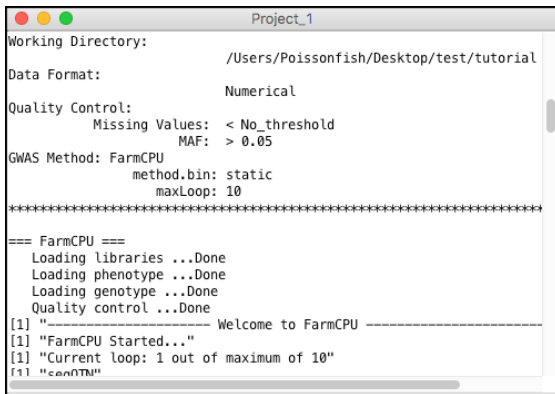 Project_1
Working Directory:
/Users/Poissonfish/Desktop/test/tutorial
Data Format:
Numerical
Quality Control:
Missing Values: < No_threshold
MAF: > 0.05
GWAS Method: FarmCPU
method.bin: static
maxLoop: 10
**********************************************************************
=== FarmCPU ===
Loading libraries ...Done
Loading phenotype ...Done
Loading genotype ...Done
Quality control ...Done
[1] "--------------------- Welcome to FarmCPU -----------------------
[1] "FarmCPU Started..."
[1] "Current loop: 1 out of maximum of 10"
[1] "seqQTN"